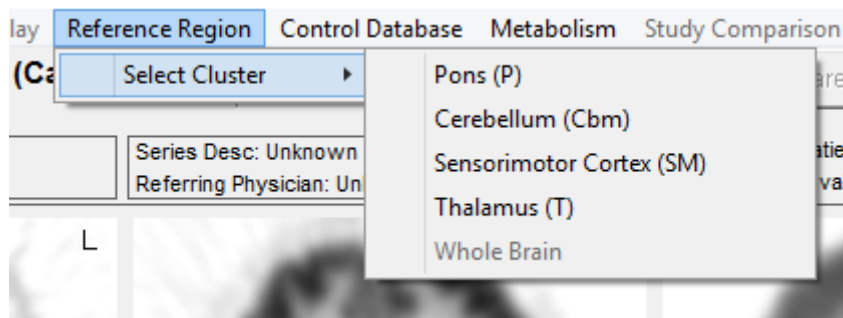 lay Reference Region Control Database Metabolism Study Comparison
(Ca Select Cluster Pons (P)
Cerebellum (Cbm)
Series Desc: Unknown
Sensorimotor Cortex (SM)
Referring Physician: Un
Thalamus (T)
L
Whole Brain